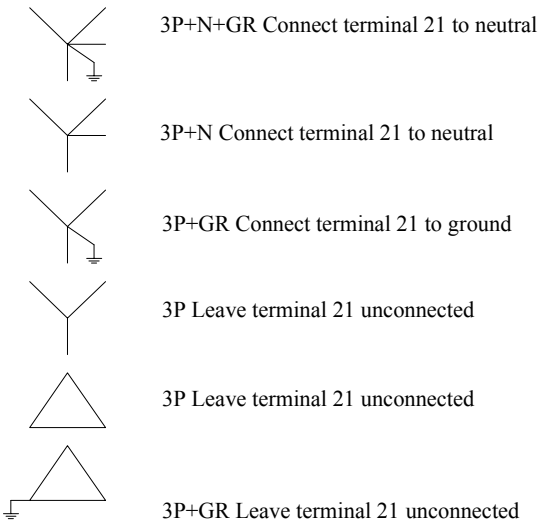 3P+N+GR Connect terminal 21 to neutral
3P+N Connect terminal 21 to neutral
3P+GR Connect terminal 21 to ground
3P Leave terminal 21 unconnected
3P Leave terminal 21 unconnected
3P+GR Leave terminal 21 unconnected